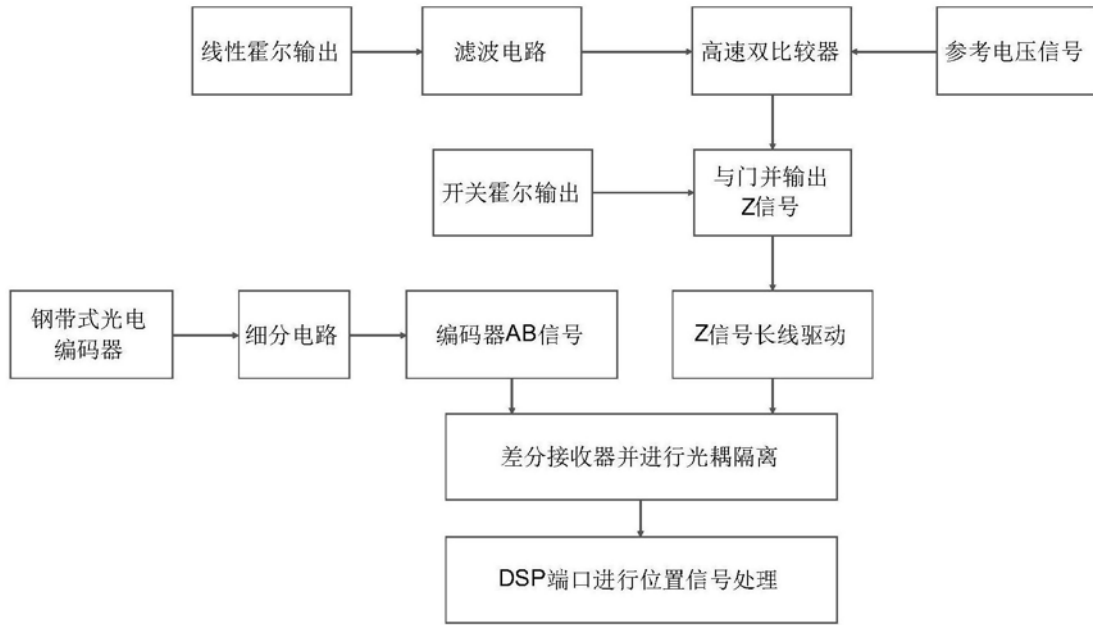 线性霍尔输出
滤波电路
高速双比较器
参考电压信号
开关霍尔输出
与门并输出
Z信号
钢带式光电
编码器
细分电路
编码器AB信号
Z信号长线驱动
差分接收器并进行光耦隔离
DSP端口进行位置信号处理